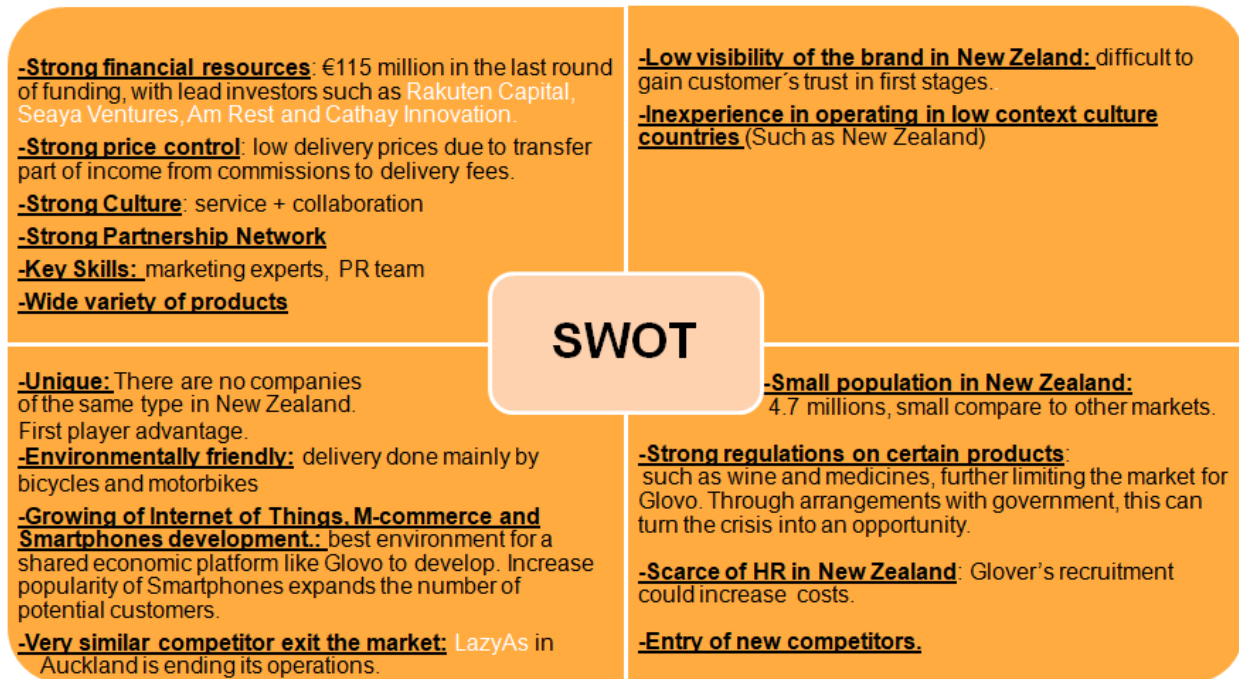 -Strong financial resources: €115 million in the last round
of funding, with lead investors such as Rakuten Capital,
Seaya Ventures, Am Rest and Cathay Innovation.
-Strong price control: low delivery prices due to transfer
part of income from commissions to delivery fees.
-Strong Culture: service + collaboration
-Strong Partnership Network
-Key Skills: marketing experts, PR team
-Wide variety of products
-Low visibility of the brand in New Zeland: difficult to
gain customer´s trust in first stages..
-Inexperience in operating in low context culture
countries (Such as New Zealand)
SWOT
-Unique: There are no companies
of the same type in New Zealand.
First player advantage.
-Environmentally friendly: delivery done mainly by
bicycles and motorbikes
-Growing of Internet of Things, M-commerce and
Smartphones development.: best environment for a
shared economic platform like Glovo to develop. Increase
popularity of Smartphones expands the number of
potential customers.
-Very similar competitor exit the market: LazyAs in
Auckland is ending its operations.
-Small population in New Zealand:
4.7 millions, small compare to other markets.
-Strong regulations on certain products:
such as wine and medicines, further limiting the market for
Glovo. Through arrangements with government, this can
turn the crisis into an opportunity.
-Scarce of HR in New Zealand: Glover’s recruitment
could increase costs.
-Entry of new competitors.